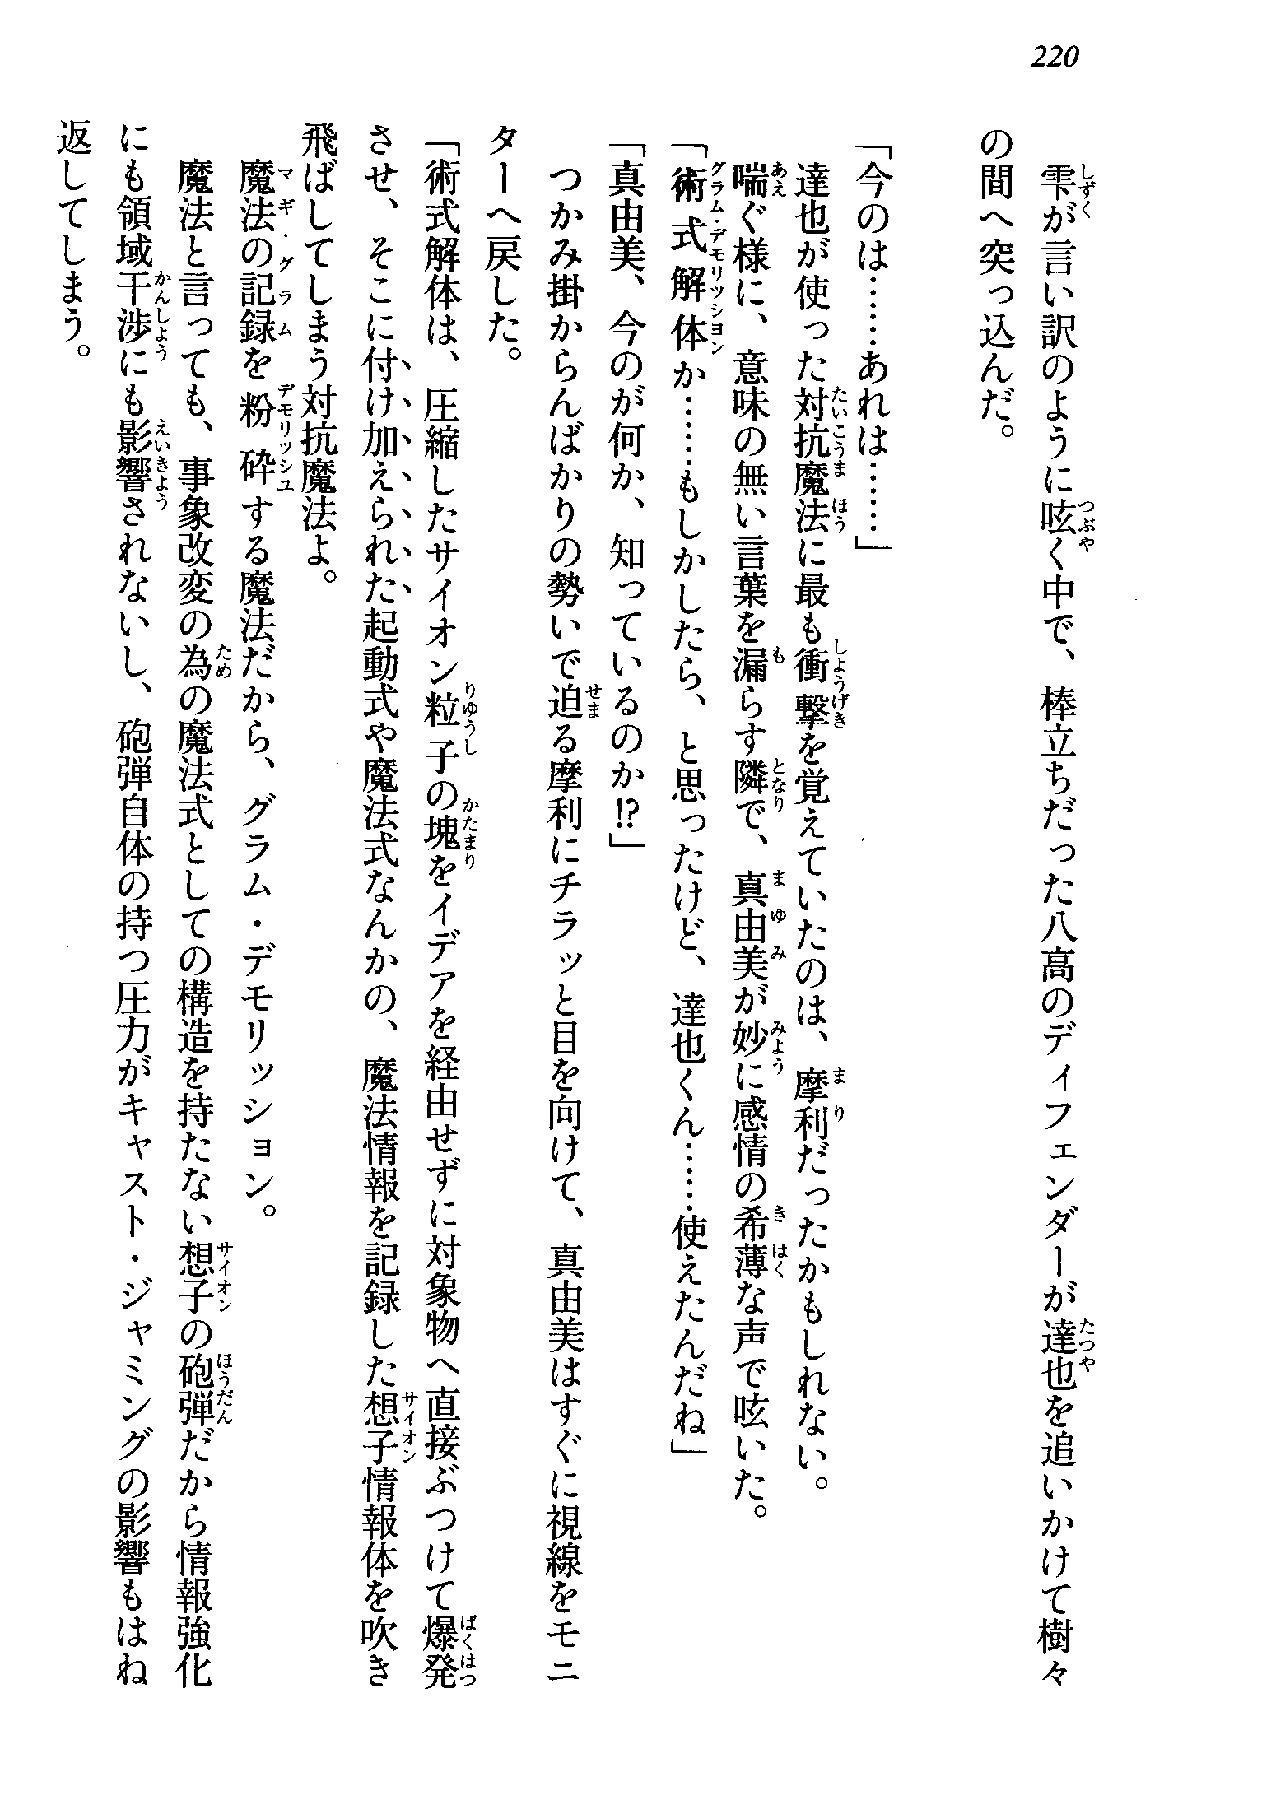 220
雫が言い訳のように呟く中で、棒立ちだった八高のディフェンダーが達也を追いかけて樹々
の間へ突っ込んだ。
「今のは……あれは……」
達也が使った対抗魔法に最も衝撃を覚えていたのは、摩利だったかもしれない。
喘ぐ様に、意味の無い言葉を漏らす隣で、真由美が妙に感情の希薄な声で呟いた。
「術式解体か……もしかしたら、と思ったけど、達也くん……使えたんだね」
「真由美、今のが何か、知っているのか!?」
つかみ掛からんばかりの勢いで迫る摩利にチラッと目を向けて、真由美はすぐに視線をモニ
ターへ戻した。
「術式解体は、圧縮したサイオン粒子の塊をイデアを経由せずに対象物へ直接ぶつけて爆発
させ、そこに付け加えられた起動式や魔法式なんかの、魔法情報を記録した想子情報体を吹き
飛ばしてしまう対抗魔法よ。
魔法の記録を粉砕する魔法だから、グラム・デモリッション。
魔法と言っても、事象改変の為の魔法式としての構造を持たない想子の砲弾だから情報強化
にも領域干渉にも影響されないし、砲弾自体の持つ圧力がキャスト・ジャミングの影響もはね
返してしまう。